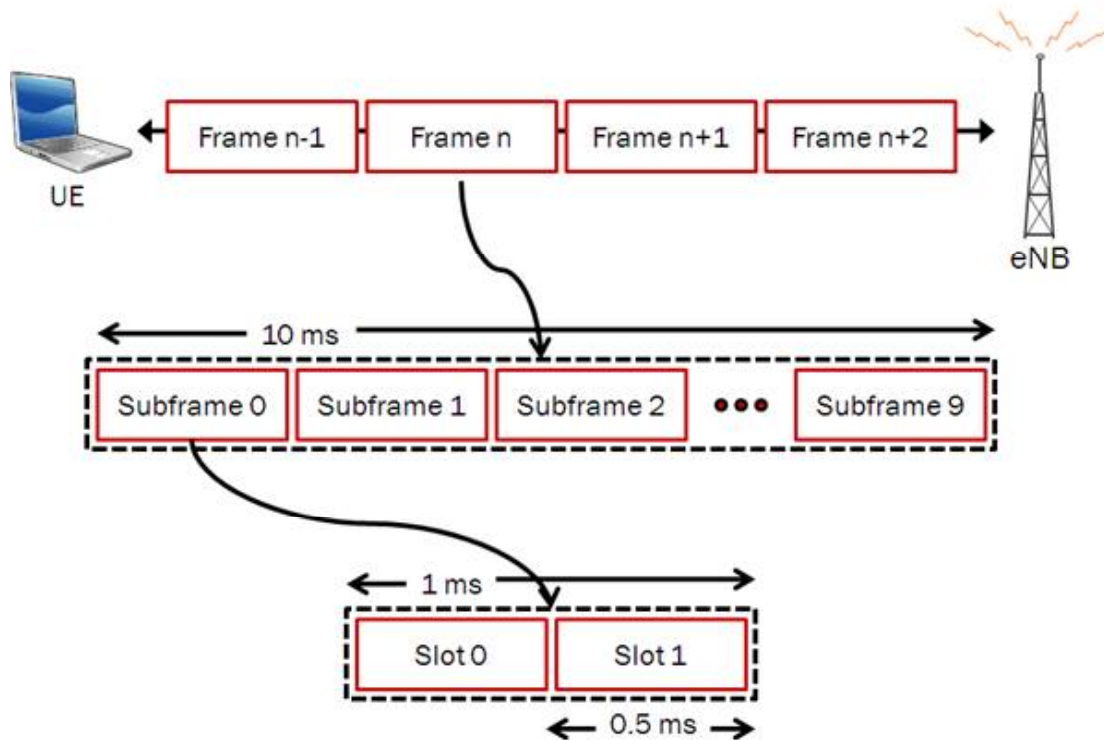 Frame n-1 Frame n Frame n+1 Frame n+2
UE
eNB
10 ms
Subframe 0 Subframe 1 Subframe 2 Subframe 9
1 ms
Slot 0 Slot 1
0.5 ms